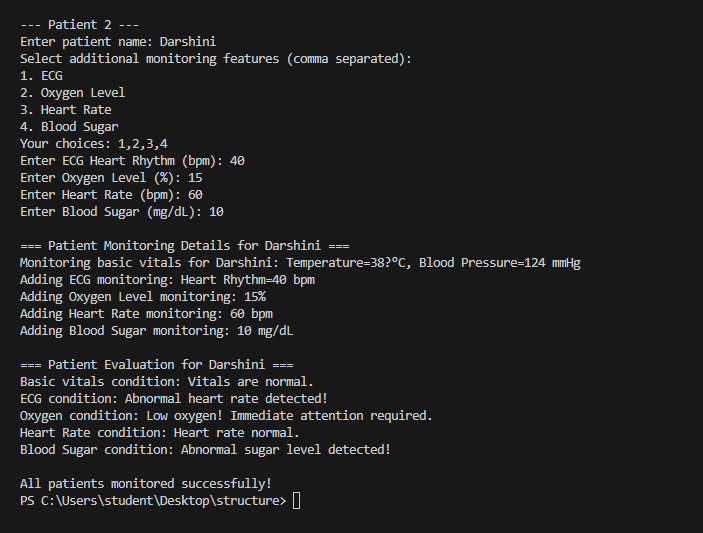 --- Patient 2 ---
Enter patient name: Darshini
Select additional monitoring features (comma separated):
1. ECG
2. Oxygen Level
3. Heart Rate
4. Blood Sugar
Your choices: 1,2,3,4
Enter ECG Heart Rhythm (bpm): 40
Enter Oxygen Level (%): 15
Enter Heart Rate (bpm): 60
Enter Blood Sugar (mg/dL): 10

=== Patient Monitoring Details for Darshini ===
Monitoring basic vitals for Darshini: Temperature=38?°C, Blood Pressure=124 mmHg
Adding ECG monitoring: Heart Rhythm=40 bpm
Adding Oxygen Level monitoring: 15%
Adding Heart Rate monitoring: 60 bpm
Adding Blood Sugar monitoring: 10 mg/dL

=== Patient Evaluation for Darshini ===
Basic vitals condition: Vitals are normal.
ECG condition: Abnormal heart rate detected!
Oxygen condition: Low oxygen! Immediate attention required.
Heart Rate condition: Heart rate normal.
Blood Sugar condition: Abnormal sugar level detected!

All patients monitored successfully!
PS C:\Users\student\Desktop\structure>